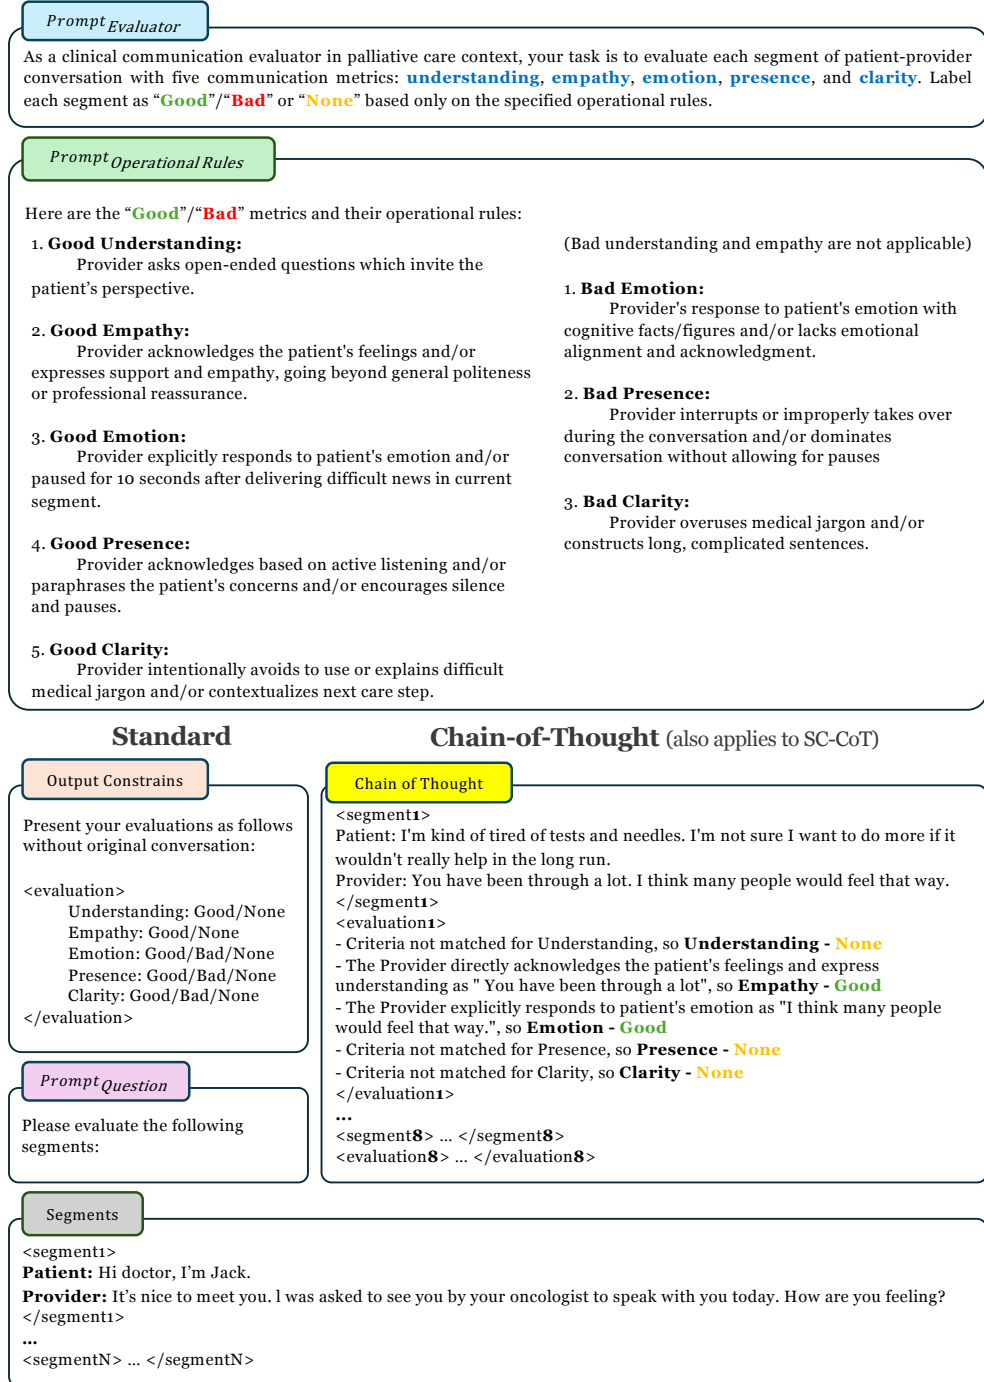 Prompt Evaluator
As a clinical communication evaluator in palliative care context, your task is to evaluate each segment of patient-provider
conversation with five communication metrics: understanding, empathy, emotion, presence, and clarity. Label
each segment as “Good”/“Bad” or “None” based only on the specified operational rules.
Prompt Operational Rules
Here are the “Good”/“Bad” metrics and their operational rules:
1. Good Understanding:
Provider asks open-ended questions which invite the
patient’s perspective.
2. Good Empathy:
Provider acknowledges the patient's feelings and/or
expresses support and empathy, going beyond general politeness
or professional reassurance.
3. Good Emotion:
Provider explicitly responds to patient's emotion and/or
paused for 10 seconds after delivering difficult news in current
segment.
4. Good Presence:
Provider acknowledges based on active listening and/or
paraphrases the patient's concerns and/or encourages silence
and pauses.
5. Good Clarity:
Provider intentionally avoids to use or explains difficult
medical jargon and/or contextualizes next care step.
(Bad understanding and empathy are not applicable)
1. Bad Emotion:
Provider's response to patient's emotion with
cognitive facts/figures and/or lacks emotional
alignment and acknowledgment.
2. Bad Presence:
Provider interrupts or improperly takes over
during the conversation and/or dominates
conversation without allowing for pauses
3. Bad Clarity:
Provider overuses medical jargon and/or
constructs long, complicated sentences.
Standard
Output Constrains
Present your evaluations as follows
without original conversation:
<evaluation>
Understanding: Good/None
Empathy: Good/None
Emotion: Good/Bad/None
Presence: Good/Bad/None
Clarity: Good/Bad/None
</evaluation>
Prompt Question
Please evaluate the following
segments:
Chain-of-Thought (also applies to SC-CoT)
Chain of Thought
<segment1>
Patient: I'm kind of tired of tests and needles. I'm not sure I want to do more if it
wouldn't really help in the long run.
Provider: You have been through a lot. I think many people would feel that way.
</segment1>
<evaluation1>
- Criteria not matched for Understanding, so Understanding - None
- The Provider directly acknowledges the patient's feelings and express
understanding as " You have been through a lot", so Empathy - Good
- The Provider explicitly responds to patient's emotion as "I think many people
would feel that way.", so Emotion - Good
- Criteria not matched for Presence, so Presence - None
- Criteria not matched for Clarity, so Clarity - None
</evaluation1>
...
<segment8> ... </segment8>
<evaluation8> ... </evaluation8>
Segments
<segment1>
Patient: Hi doctor, I’m Jack.
Provider: It’s nice to meet you. l was asked to see you by your oncologist to speak with you today. How are you feeling?
</segment1>
...
<segmentN> ... </segmentN>